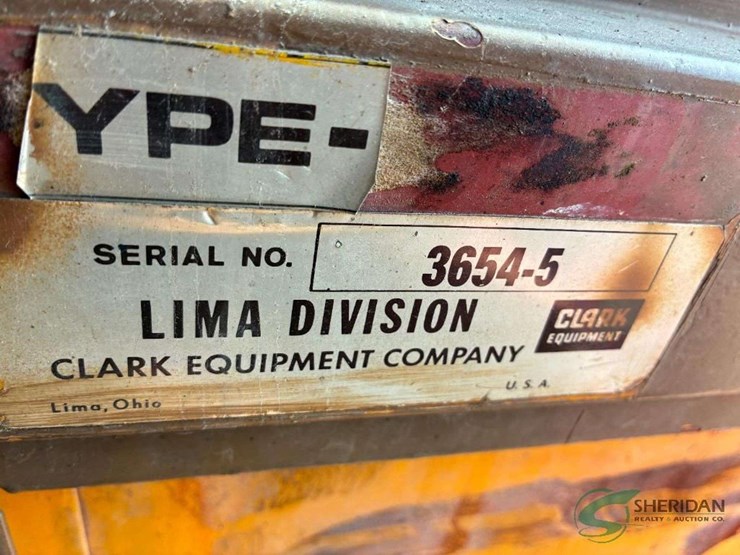 YPE-
SERIAL NO. 3654-5
LIMA DIVISION
CLARK EQUIPMENT COMPANY
CLARK
EQUIPMENT
Lima, Ohio
U.S.A.
SHERIDAN
REALTY & AUCTION CO.